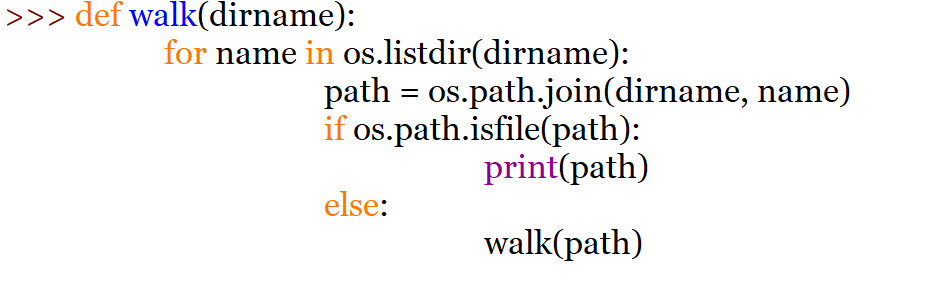 >>> def walk(dirname):
for name in os.listdir(dirname):
path = os.path.join(dirname, name)
if os.path.isfile(path):
print(path)
else:
walk(path)